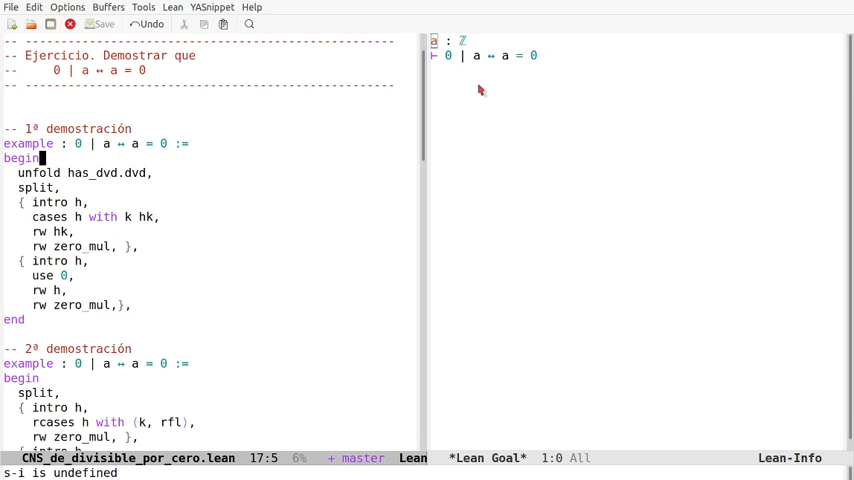 File Edit Options Buffers Tools Lean YASnippet Help
Save Undo
-- ----------------------------------------------------
-- Ejercicio. Demostrar que
--     0 | a ↔ a = 0
-- ----------------------------------------------------
-- 1ª demostración
example : 0 | a ↔ a = 0 :=
begin
  unfold has_dvd.dvd,
  split,
  { intro h,
    cases h with k hk,
    rw hk,
    rw zero_mul, },
  { intro h,
    use 0,
    rw h,
    rw zero_mul,},
end
-- 2ª demostración
example : 0 | a ↔ a = 0 :=
begin
  split,
  { intro h,
    rcases h with ⟨k, rfl⟩,
    rw zero_mul, },
  { intro h,
CNS_de_divisible_por_cero.lean 17:5 6% + master Lean
a : ℤ
⊢ 0 | a ↔ a = 0
*Lean Goal* 1:0 All Lean-Info
s-i is undefined